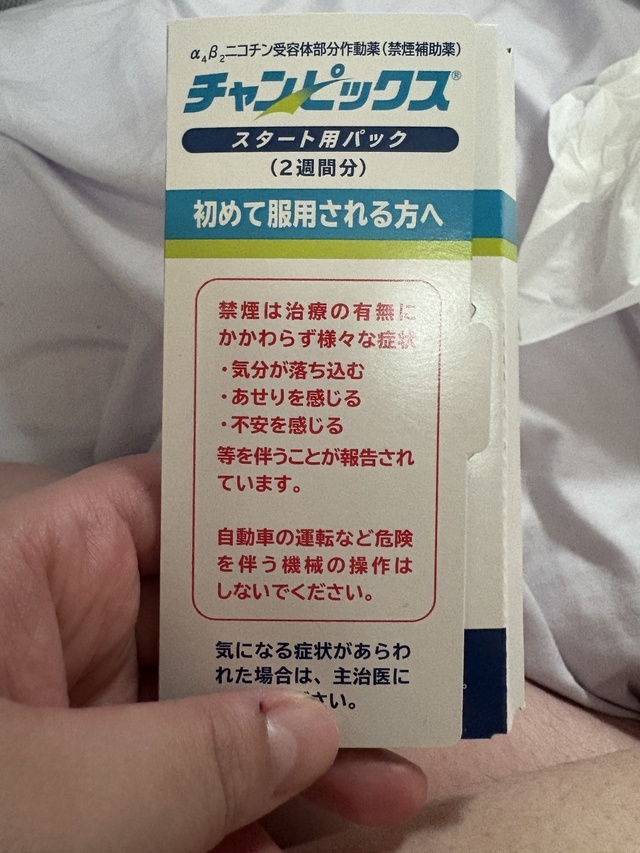 α4β2ニコチン受容体部分作動薬(禁煙補助薬)
チャンピックス®
スタート用パック
(2週間分)
初めて服用される方へ
禁煙は治療の有無に
かかわらず様々な症状
・気分が落ち込む
・あせりを感じる
・不安を感じる
等を伴うことが報告され
ています。
自動車の運転など危険
を伴う機械の操作は
しないでください。
気になる症状があらわ
れた場合は、主治医に
さい。